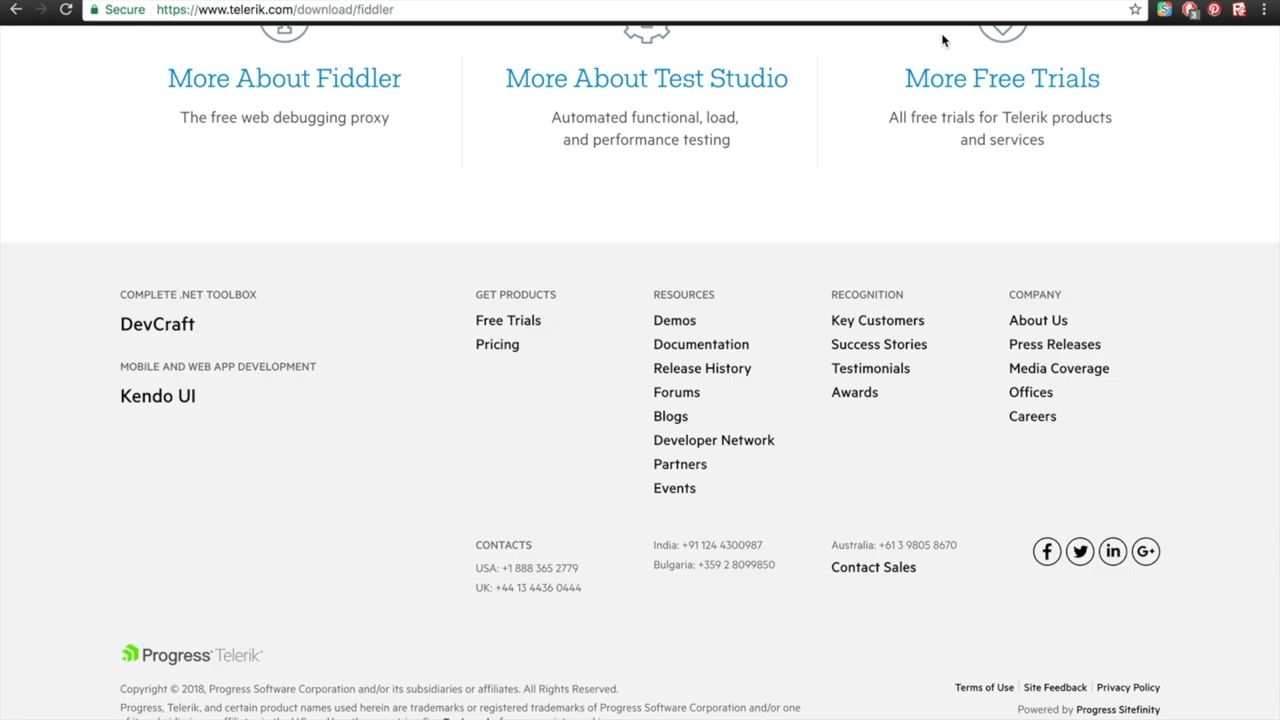 Secure https://www.telerik.com/download/fiddler
More About Fiddler
The free web debugging proxy
More About Test Studio
Automated functional, load,
and performance testing
More Free Trials
All free trials for Telerik products
and services
COMPLETE .NET TOOLBOX
DevCraft
MOBILE AND WEB APP DEVELOPMENT
Kendo UI
GET PRODUCTS
Free Trials
Pricing
RESOURCES
Demos
Documentation
Release History
Forums
Blogs
Developer Network
Partners
Events
RECOGNITION
Key Customers
Success Stories
Testimonials
Awards
COMPANY
About Us
Press Releases
Media Coverage
Offices
Careers
CONTACTS
USA: +1 888 365 2779
UK: +44 13 4436 0444
India: +91 124 4300987
Bulgaria: +359 2 8099850
Australia: +61 3 9805 8670
Contact Sales
Progress Telerik
Copyright © 2018, Progress Software Corporation and/or its subsidiaries or affiliates. All Rights Reserved.
Progress, Telerik, and certain product names used herein are trademarks or registered trademarks of Progress Software Corporation and/or one
Terms of Use | Site Feedback | Privacy Policy
Powered by Progress Sitefinity